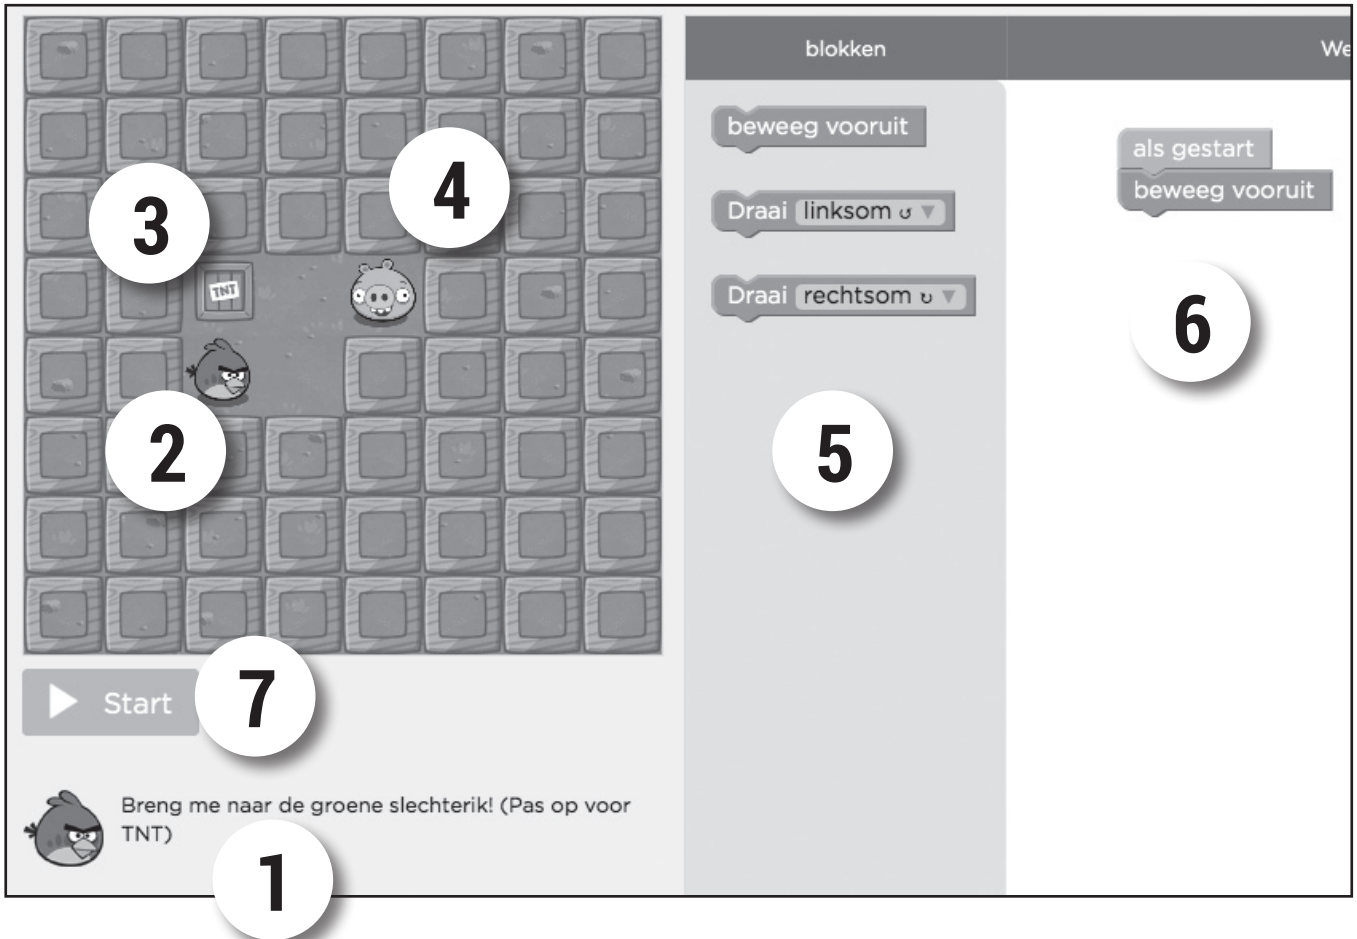 blokken
We
beweeg vooruit
Draai linksom ↺ ▼
Draai rechtsom ↻ ▼
als gestart
beweeg vooruit
3
4
TNT
2
5
6
Start
7
Breng me naar de groene slechterik! (Pas op voor
TNT)
1